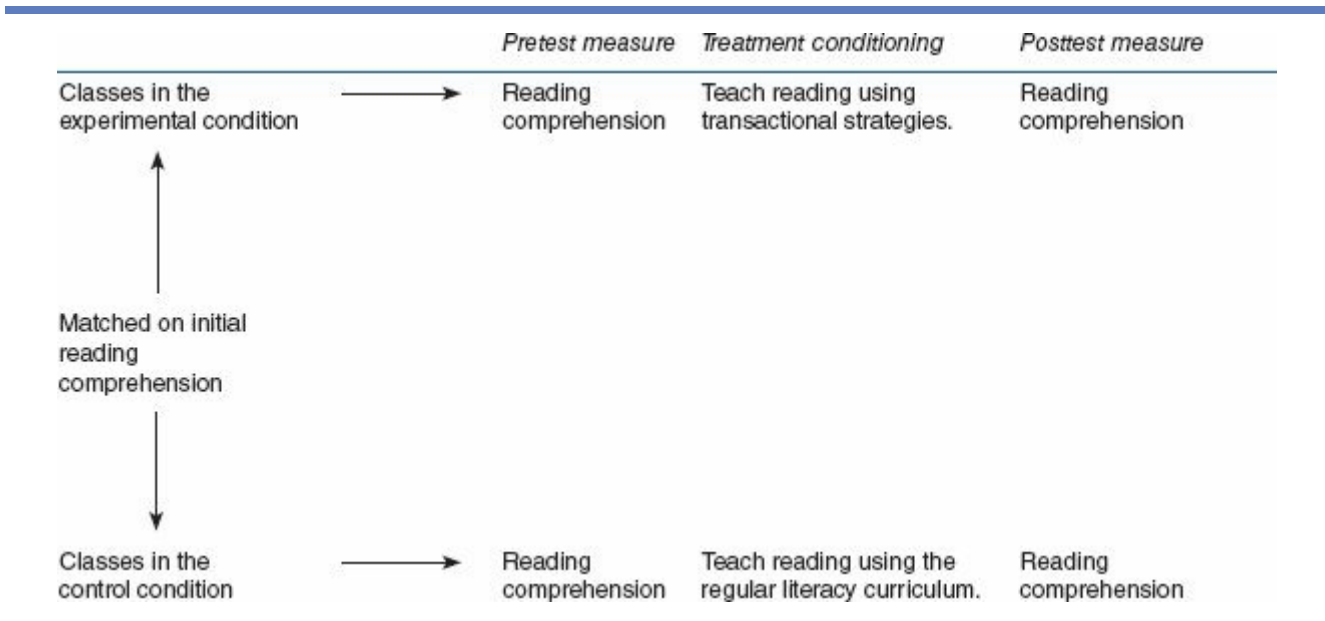 Pretest measure Treatment conditioning Posttest measure
Classes in the Reading Teach reading using Reading
experimental condition comprehension transactional strategies. comprehension
Matched on initial
reading
comprehension
Classes in the Reading Teach reading using the Reading
control condition comprehension regular literacy curriculum. comprehension